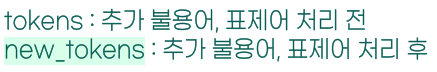 tokens : 추가 불용어, 표제어 처리 전
new_tokens : 추가 불용어, 표제어 처리 후